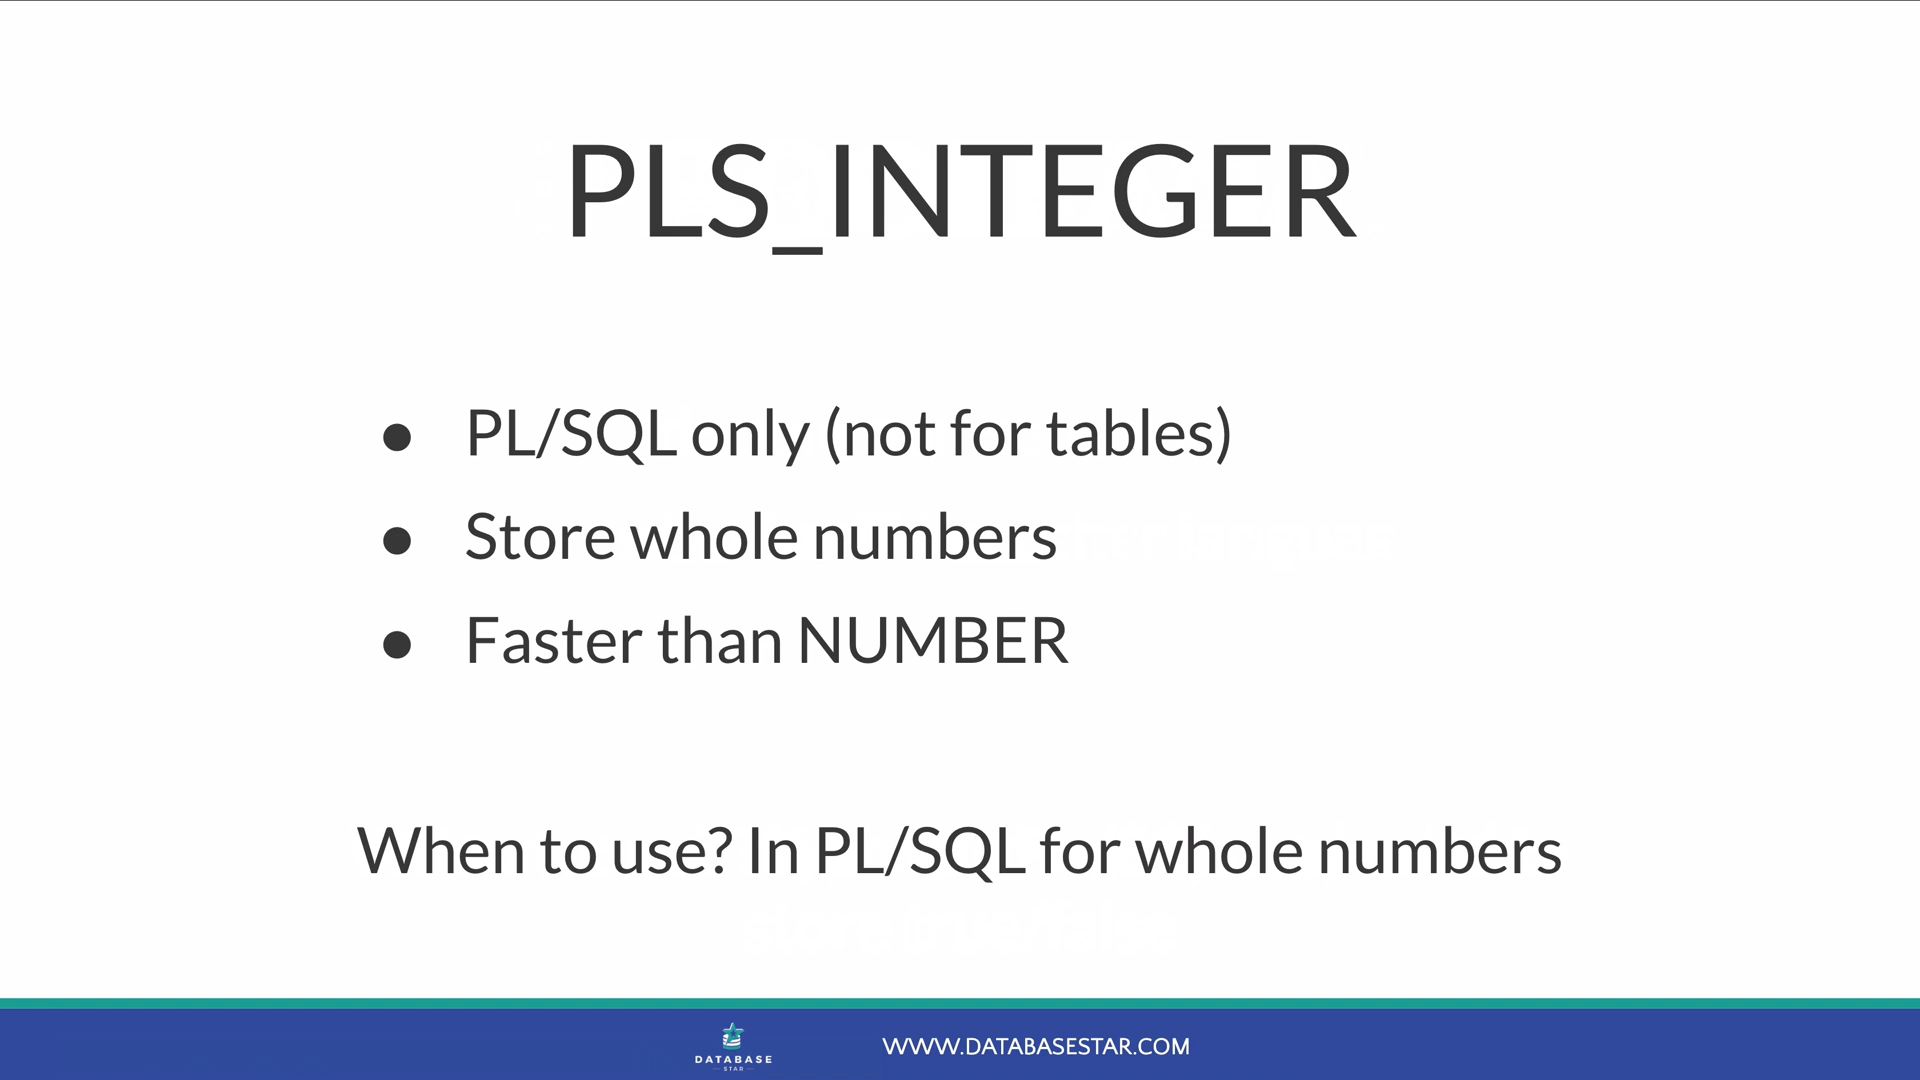 PLS_INTEGER
● PL/SQL only (not for tables)
● Store whole numbers
● Faster than NUMBER
When to use? In PL/SQL for whole numbers
DATABASE
STAR
WWW.DATABASESTAR.COM